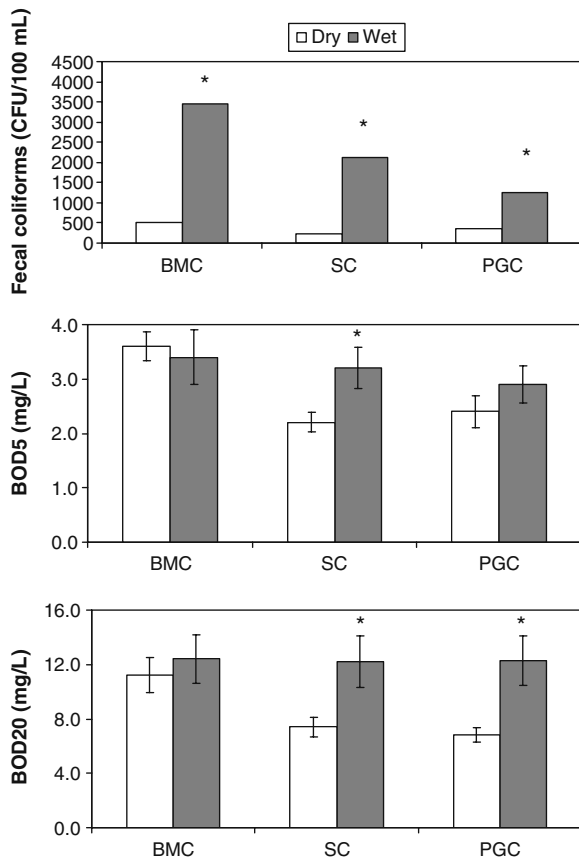 Dry Wet
Fecal coliforms (CFU/100 mL)
4500
4000
3500
3000
2500
2000
1500
1000
500
0
* * *
BMC SC PGC
BOD5 (mg/L)
4.0
3.0
2.0
1.0
0.0
*
BMC SC PGC
BOD20 (mg/L)
16.0
12.0
8.0
4.0
0.0
* *
BMC SC PGC